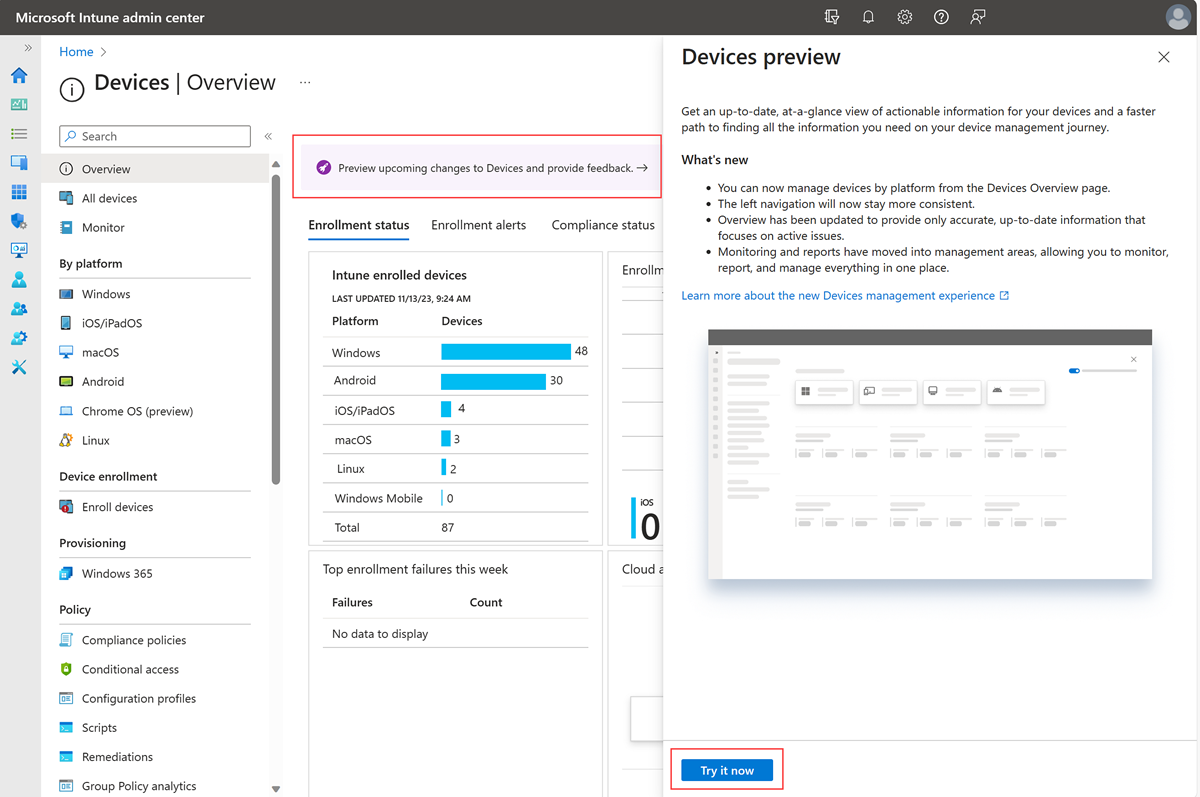 Microsoft Intune admin center
Home
Devices | Overview
...
Search
Overview
All devices
Monitor
By platform
Windows
iOS/iPadOS
macOS
Android
Chrome OS (preview)
Linux
Device enrollment
Enroll devices
Provisioning
Windows 365
Policy
Compliance policies
Conditional access
Configuration profiles
Scripts
Remediations
Group Policy analytics
Preview upcoming changes to Devices and provide feedback. →
Enrollment status Enrollment alerts Compliance status
Intune enrolled devices
LAST UPDATED 11/13/23, 9:24 AM
Platform Devices
Windows 48
Android 30
iOS/iPadOS 4
macOS 3
Linux 2
Windows Mobile 0
Total 87
Top enrollment failures this week
Failures Count
No data to display
Enrollm
iOS
0
Cloud a
Devices preview
Get an up-to-date, at-a-glance view of actionable information for your devices and a faster
path to finding all the information you need on your device management journey.
What's new
• You can now manage devices by platform from the Devices Overview page.
• The left navigation will now stay more consistent.
• Overview has been updated to provide only accurate, up-to-date information that
focuses on active issues.
• Monitoring and reports have moved into management areas, allowing you to monitor,
report, and manage everything in one place.
Learn more about the new Devices management experience
Try it now